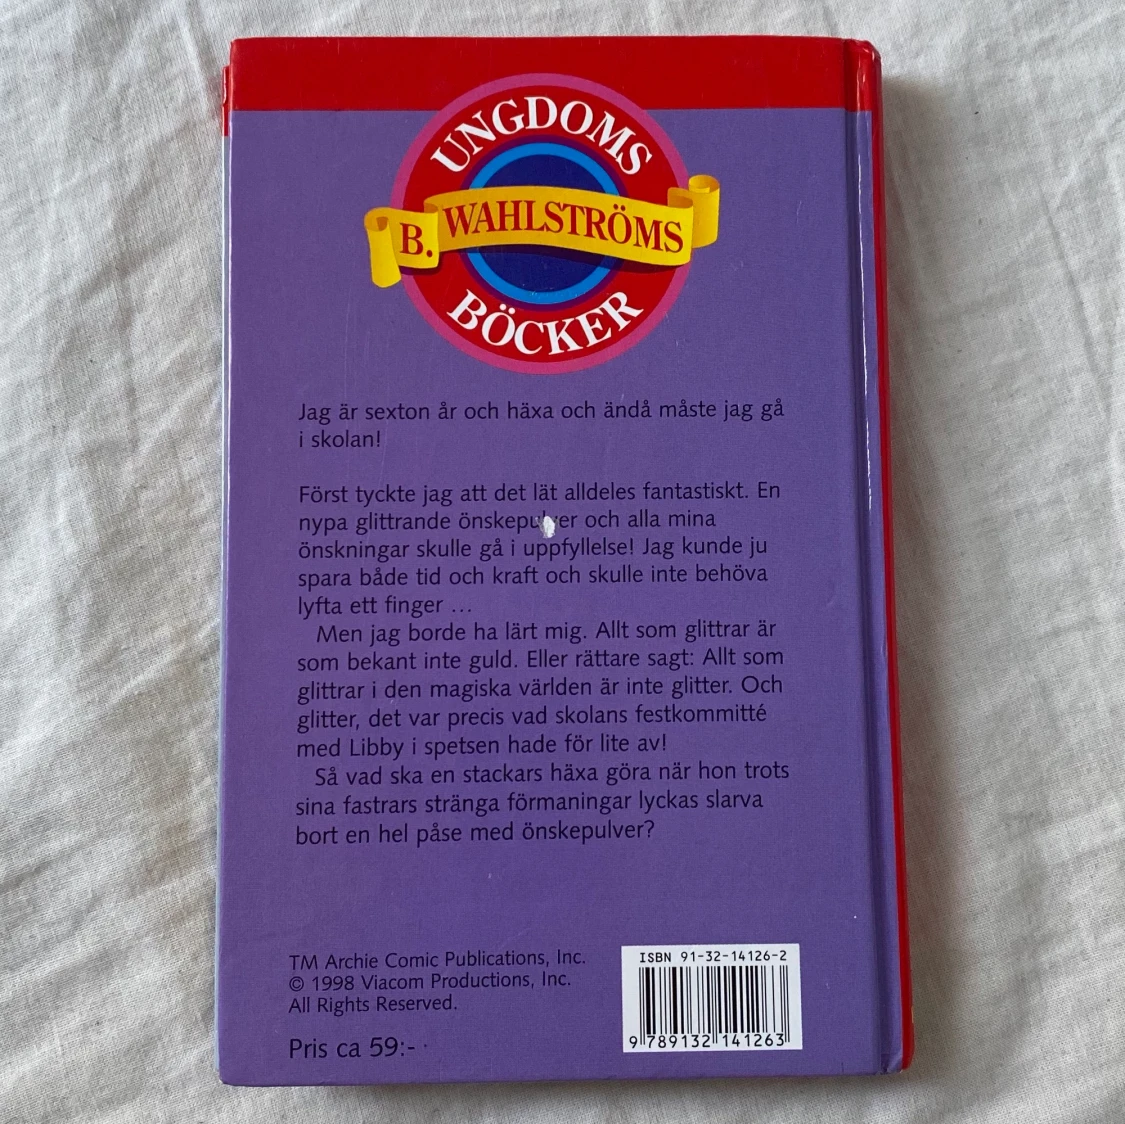 UNGDOMS
B. WAHLSTRÖMS
BÖCKER
Jag är sexton år och häxa och ändå måste jag gå
i skolan!
Först tyckte jag att det lät alldeles fantastiskt. En
nypa glittrande önskepulver och alla mina
önskningar skulle gå i uppfyllelse! Jag kunde ju
spara både tid och kraft och skulle inte behöva
lyfta ett finger ...
Men jag borde ha lärt mig. Allt som glittrar är
som bekant inte guld. Eller rättare sagt: Allt som
glittrar i den magiska världen är inte glitter. Och
glitter, det var precis vad skolans festkommitté
med Libby i spetsen hade för lite av!
Så vad ska en stackars häxa göra när hon trots
sina fastrars stränga förmaningar lyckas slarva
bort en hel påse med önskepulver?
TM Archie Comic Publications, Inc.
© 1998 Viacom Productions, Inc.
All Rights Reserved.
Pris ca 59:-
ISBN 91-32-14126-2
9 789132 141263